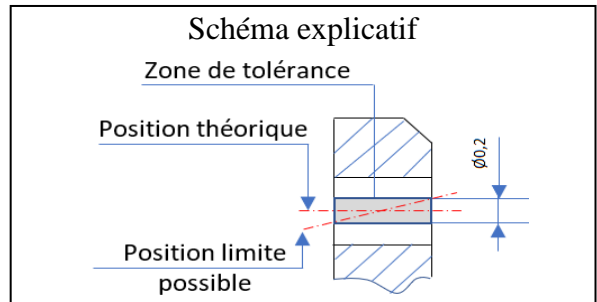 Schéma explicatif
Zone de tolérance
Position théorique
Ø0,2
Position limite
possible